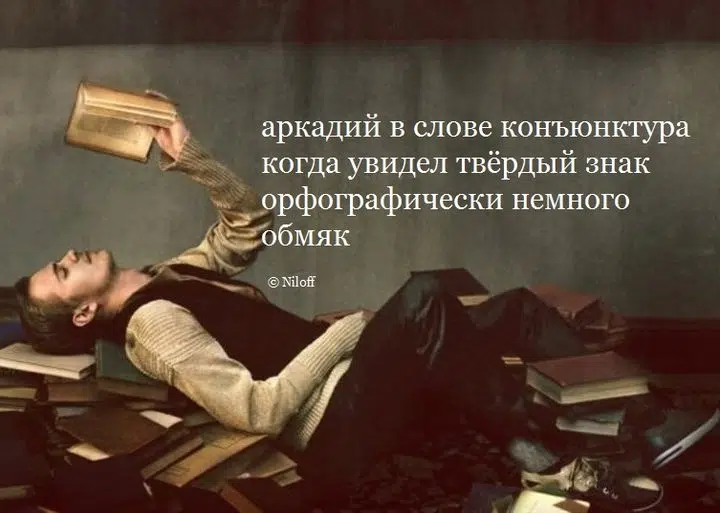 аркадий в слове конъюнктура
когда увидел твёрдый знак
орфографически немного
обмяк
© Niloff